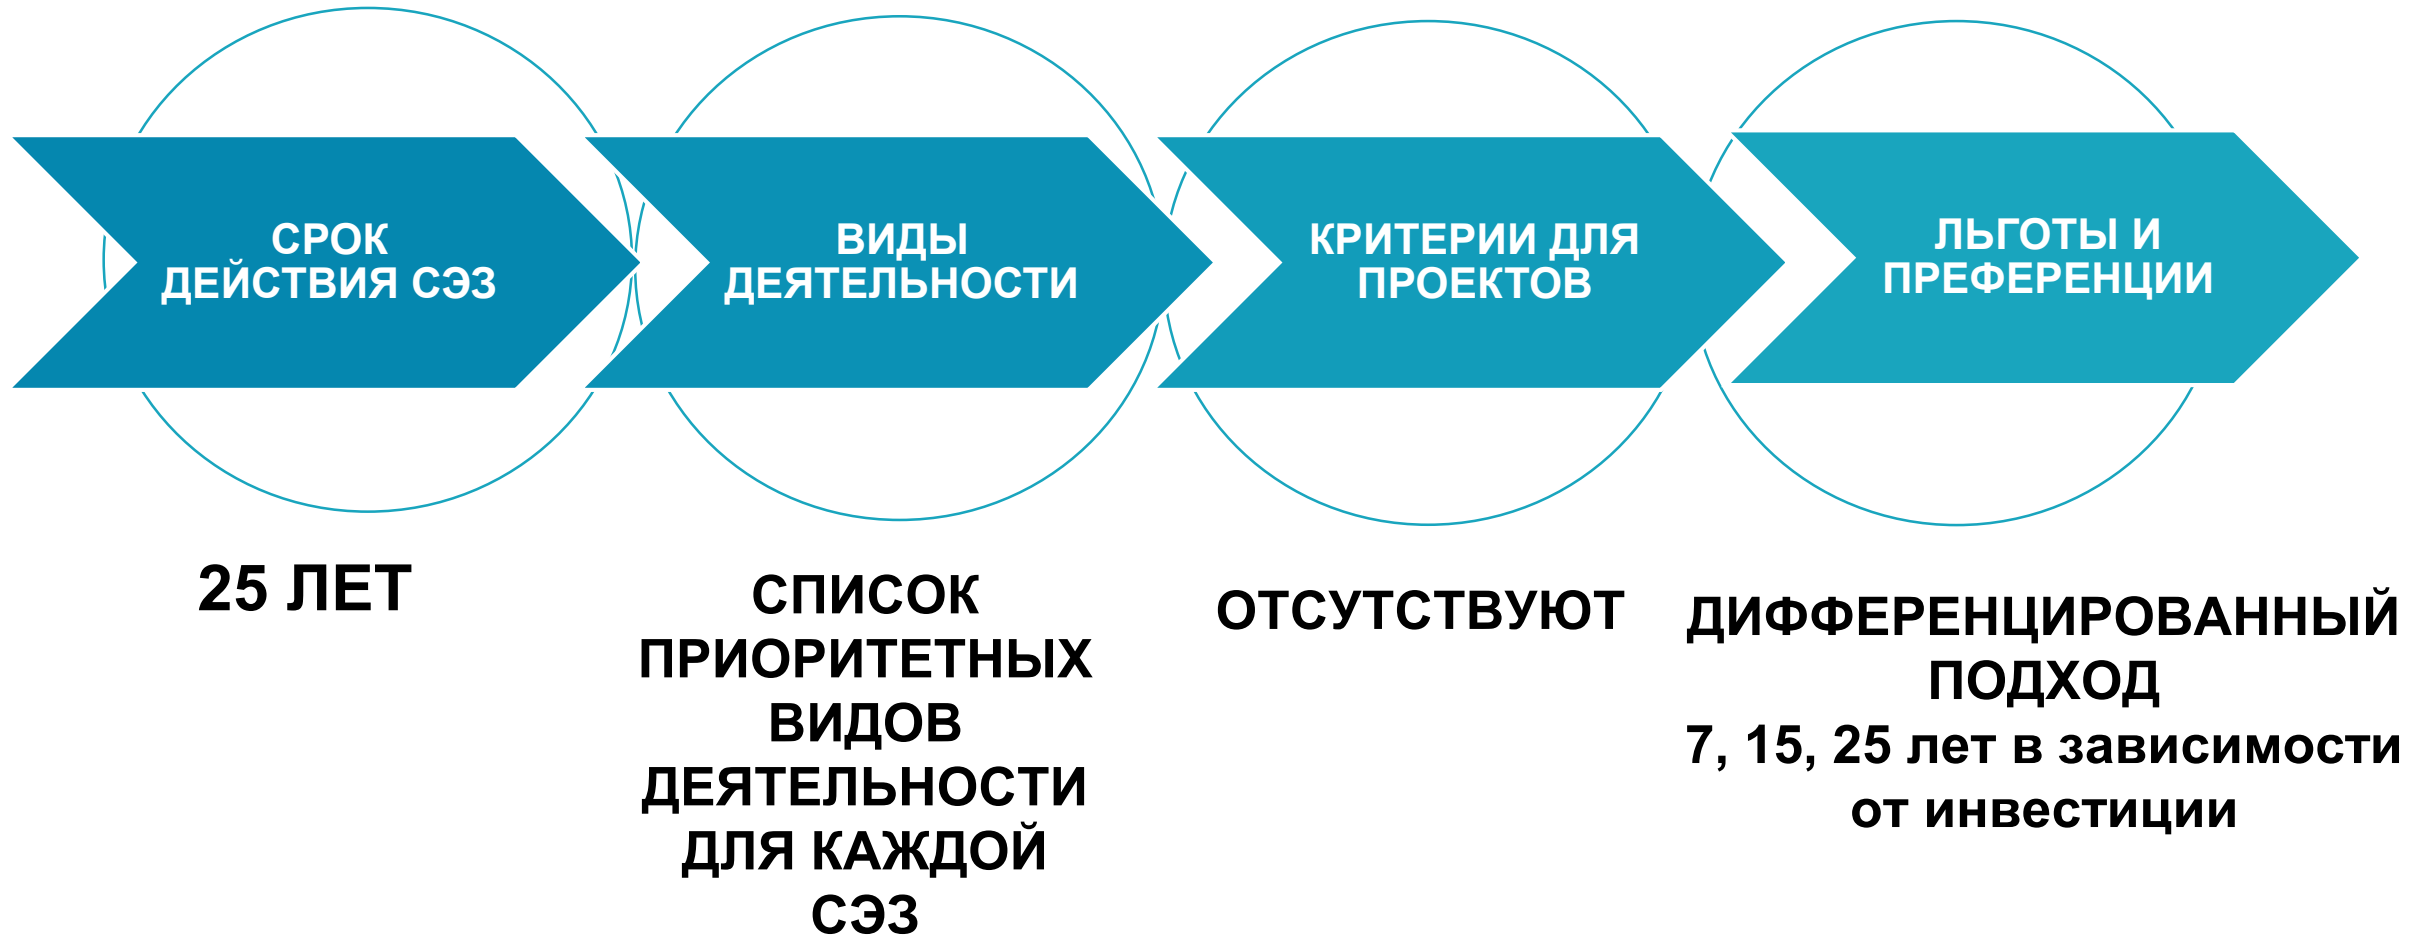 СРОК
ДЕЙСТВИЯ СЭЗ
ВИДЫ
ДЕЯТЕЛЬНОСТИ
КРИТЕРИИ ДЛЯ
ПРОЕКТОВ
ЛЬГОТЫ И
ПРЕФЕРЕНЦИИ
25 ЛЕТ
СПИСОК
ПРИОРИТЕТНЫХ
ВИДОВ
ДЕЯТЕЛЬНОСТИ
ДЛЯ КАЖДОЙ
СЭЗ
ОТСУТСТВУЮТ
ДИФФЕРЕНЦИРОВАННЫЙ
ПОДХОД
7, 15, 25 лет в зависимости
от инвестиции